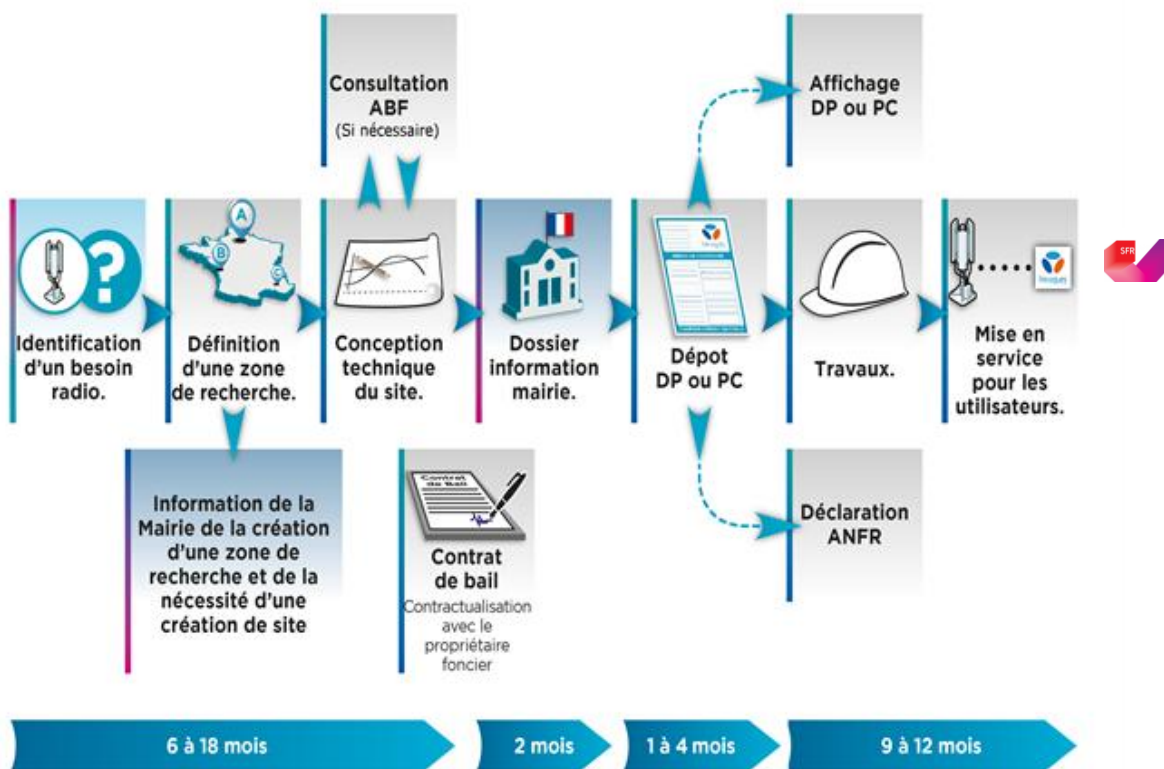 Consultation
ABF
(Si nécessaire)
Affichage
DP ou PC
A
B
C
Identification
d'un besoin
radio.
Définition
d'une zone
de recherche.
Conception
technique
du site.
Dossier
information
mairie.
Dépot
DP ou PC
Travaux.
Mise en
service
pour les
utilisateurs.
SFR
Information de la
Mairie de la création
d'une zone de
recherche et de la
nécessité d'une
création de site
Contrat
de Bail
Contrat
de bail
Contractualisation
avec le
propriétaire
foncier
Déclaration
ANFR
6 à 18 mois
2 mois
1 à 4 mois
9 à 12 mois